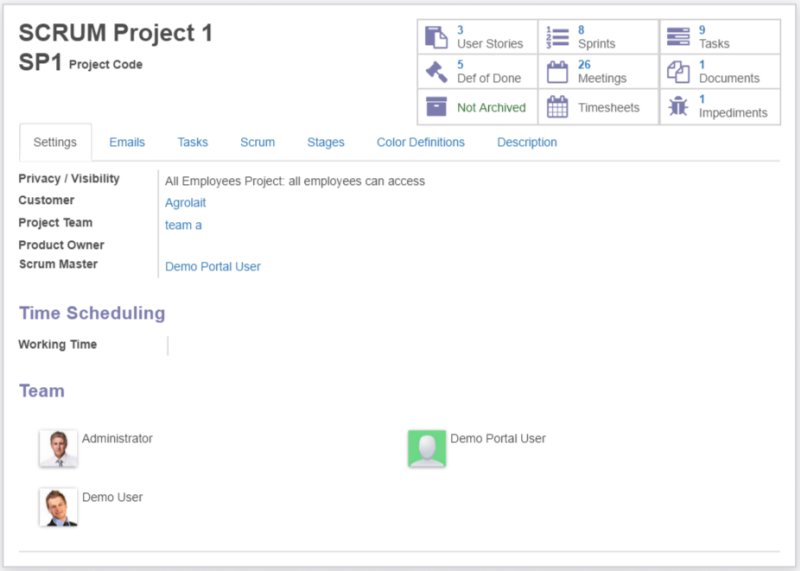 SCRUM Project 1
SP1 Project Code
3
User Stories
8
Sprints
9
Tasks
5
Def of Done
26
Meetings
1
Documents
Not Archived
Timesheets
1
Impediments
Settings Emails Tasks Scrum Stages Color Definitions Description
Privacy / Visibility All Employees Project: all employees can access
Customer Agrolait
Project Team team a
Product Owner
Scrum Master Demo Portal User
Time Scheduling
Working Time
Team
Administrator Demo Portal User
Demo User